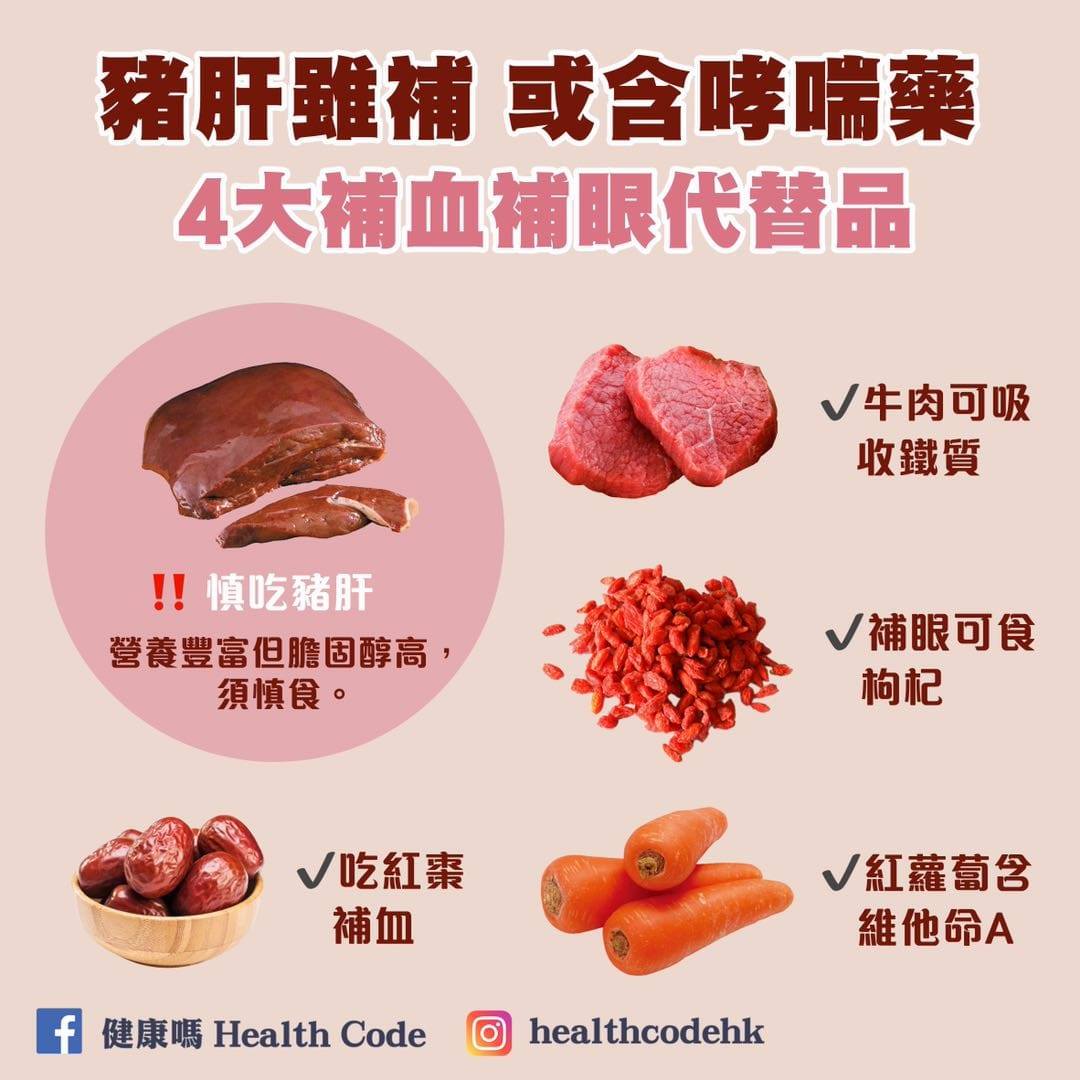 豬肝雖補 或含哮喘藥
4大補血補眼代替品
‼ 慎吃豬肝
營養豐富但膽固醇高，
須慎食。
✓牛肉可吸
收鐵質
✓補眼可食
枸杞
✓吃紅棗
補血
✓紅蘿蔔含
維他命A
健康嗎 Health Code
healthcodehk